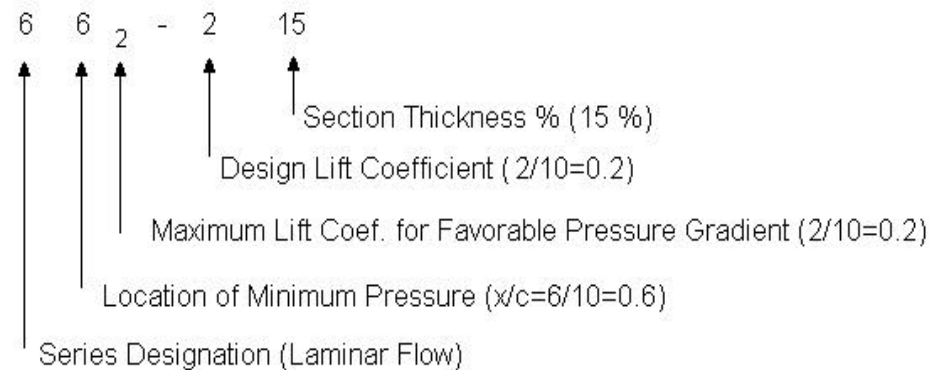 6 6 2 - 2 15
Section Thickness % (15 %)
Design Lift Coefficient (2/10=0.2)
Maximum Lift Coef. for Favorable Pressure Gradient (2/10=0.2)
Location of Minimum Pressure (x/c=6/10=0.6)
Series Designation (Laminar Flow)